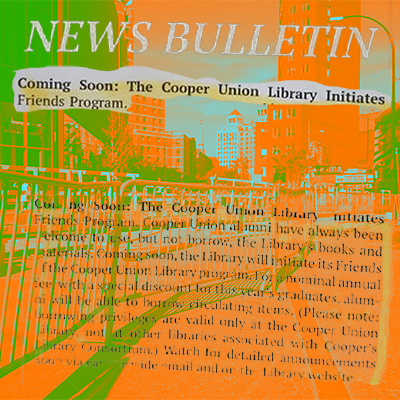 NEWS BULLETIN
Coming Soon: The Cooper Union Library Initiates
Friends Program.
Coming Soon: The Cooper Union Library Initiates
Friends Program. Cooper Union alumni have always been
welcome to use, but not borrow, the Library's books and
materials. Coming soon, the Library will initiate its Friends
of the Cooper Union Library program. For a nominal annual
fee, with a special discount for this year's graduates, alum-
ni will be able to borrow circulating items. (Please note:
borrowing privileges are valid only at the Cooper Union
Library, not at other libraries associated with Cooper's
Library Consortium.) Watch for detailed announcements
soon via campus-wide email and on the Library website.